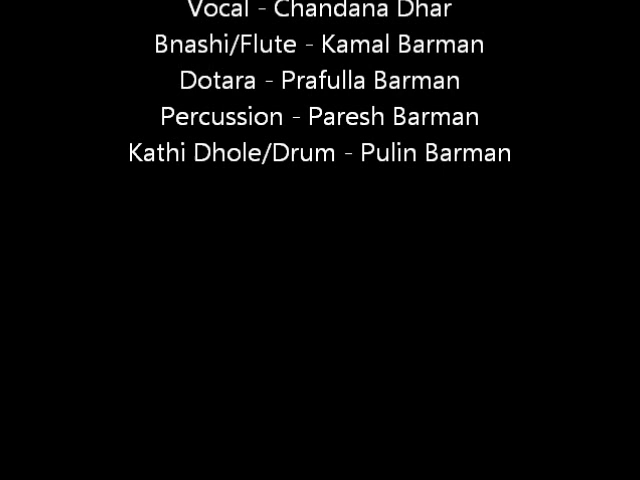 Vocal - Chandana Dhar
Bnashi/Flute - Kamal Barman
Dotara - Prafulla Barman
Percussion - Paresh Barman
Kathi Dhole/Drum - Pulin Barman